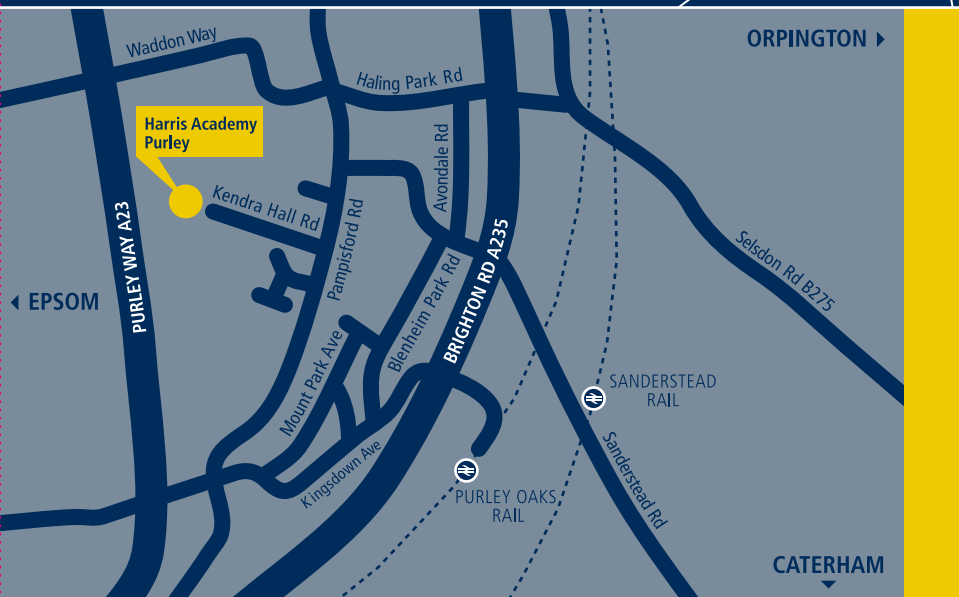 ORPINGTON
Waddon Way
Haling Park Rd
Harris Academy
Purley
Avondale Rd
Kendra Hall Rd
Pampisford Rd
PURLEY WAY A23
BRIGHTON RD A235
Selsdon Rd B275
EPSOM
Blenheim Park Rd
Mount Park Ave
SANDERSTEAD
RAIL
Kingsdown Ave
Sanderstead Rd
PURLEY OAKS
RAIL
CATERHAM